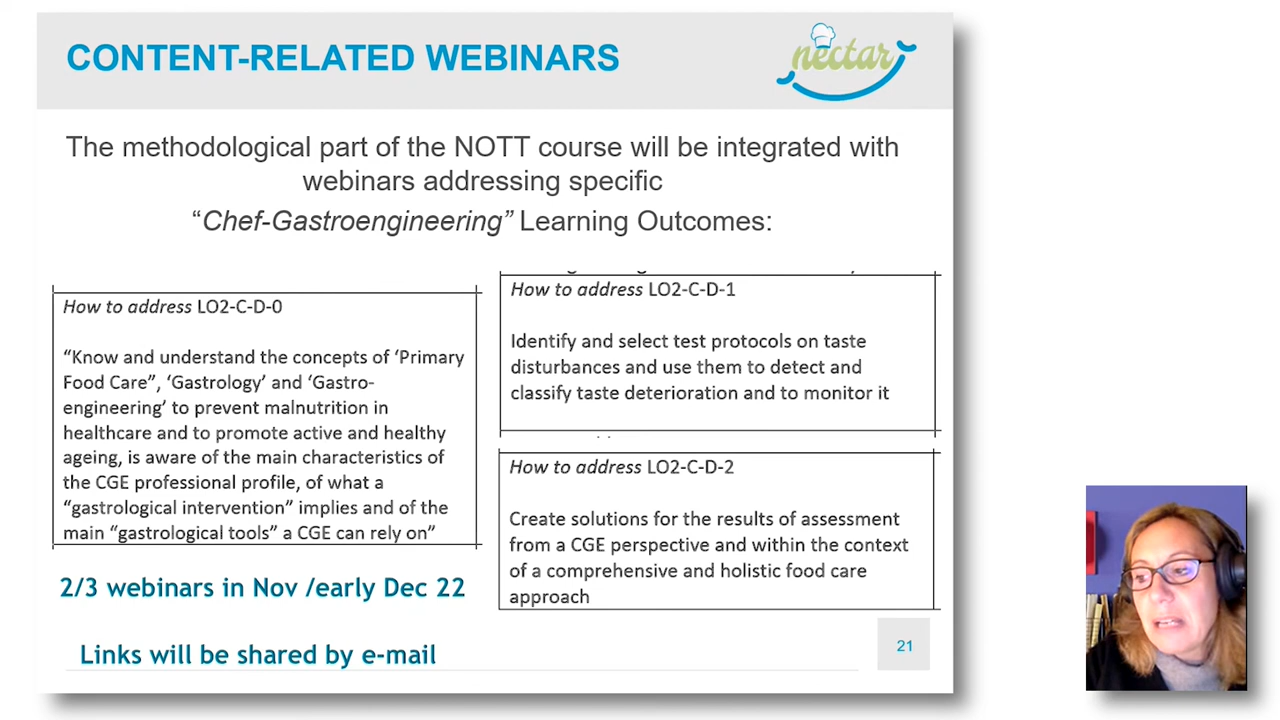 CONTENT-RELATED WEBINARS
nectar
The methodological part of the NOTT course will be integrated with
webinars addressing specific
“Chef-Gastroengineering” Learning Outcomes:
How to address LO2-C-D-0
“Know and understand the concepts of ‘Primary
Food Care”, ‘Gastrology’ and ‘Gastro-
engineering’ to prevent malnutrition in
healthcare and to promote active and healthy
ageing, is aware of the main characteristics of
the CGE professional profile, of what a
“gastrological intervention” implies and of the
main “gastrological tools” a CGE can rely on”
2/3 webinars in Nov /early Dec 22
Links will be shared by e-mail
How to address LO2-C-D-1
Identify and select test protocols on taste
disturbances and use them to detect and
classify taste deterioration and to monitor it
How to address LO2-C-D-2
Create solutions for the results of assessment
from a CGE perspective and within the context
of a comprehensive and holistic food care
approach
21